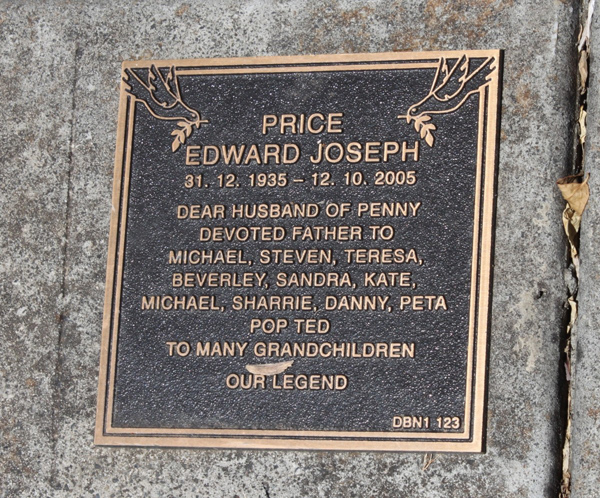 PRICE
EDWARD JOSEPH
31. 12. 1935 – 12. 10. 2005
DEAR HUSBAND OF PENNY
DEVOTED FATHER TO
MICHAEL, STEVEN, TERESA,
BEVERLEY, SANDRA, KATE,
MICHAEL, SHARRIE, DANNY, PETA
POP TED
TO MANY GRANDCHILDREN
OUR LEGEND
DBN1 123